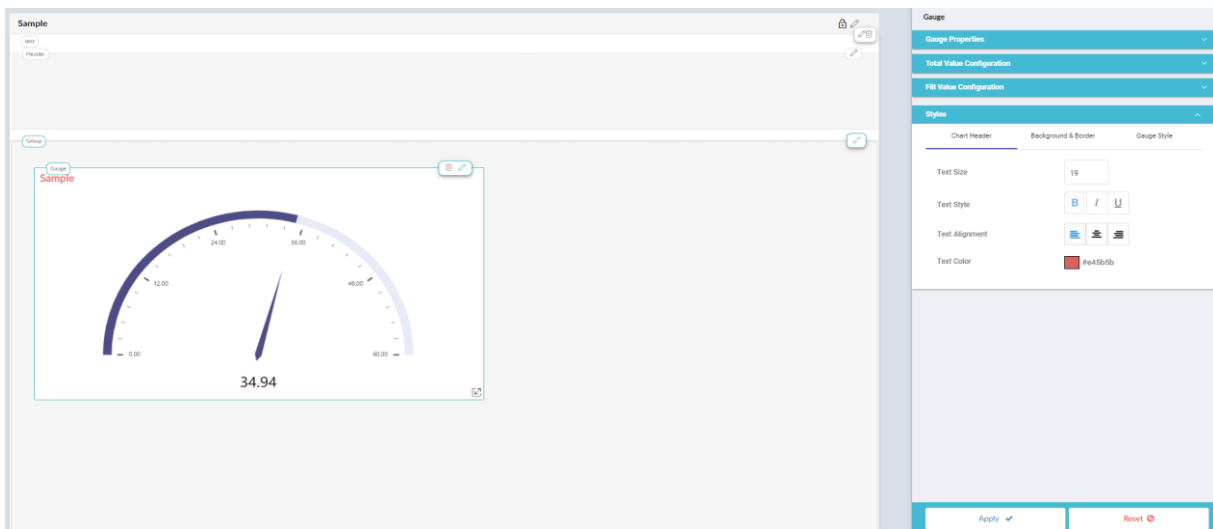 Sample
test
Header
Group
Gauge
Sample
0.00
12.00
24.00
36.00
48.00
60.00
34.94
Gauge
Gauge Properties
Total Value Configuration
Fill Value Configuration
Styles
Chart Header Background & Border Gauge Style
Text Size 19
Text Style B I U
Text Alignment
Text Color #e45b5b
Apply Reset